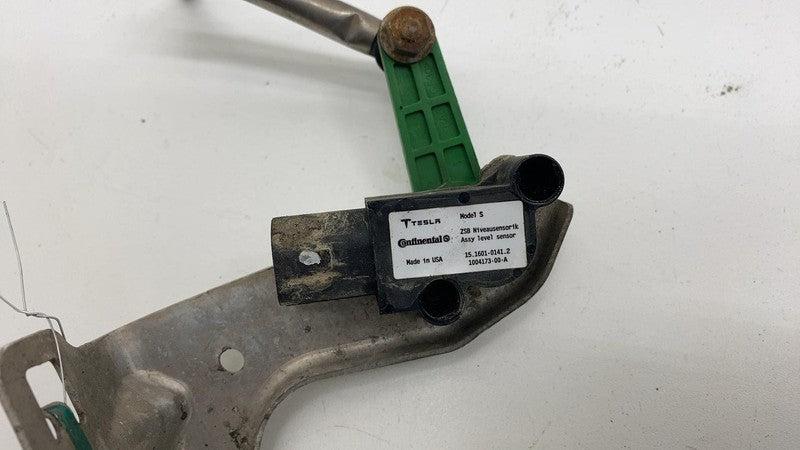 TESLA Model S
Continental ZSB Niveausensorik
Assy level sensor
Made in USA 15.1601-0141.2
1004173-00-A